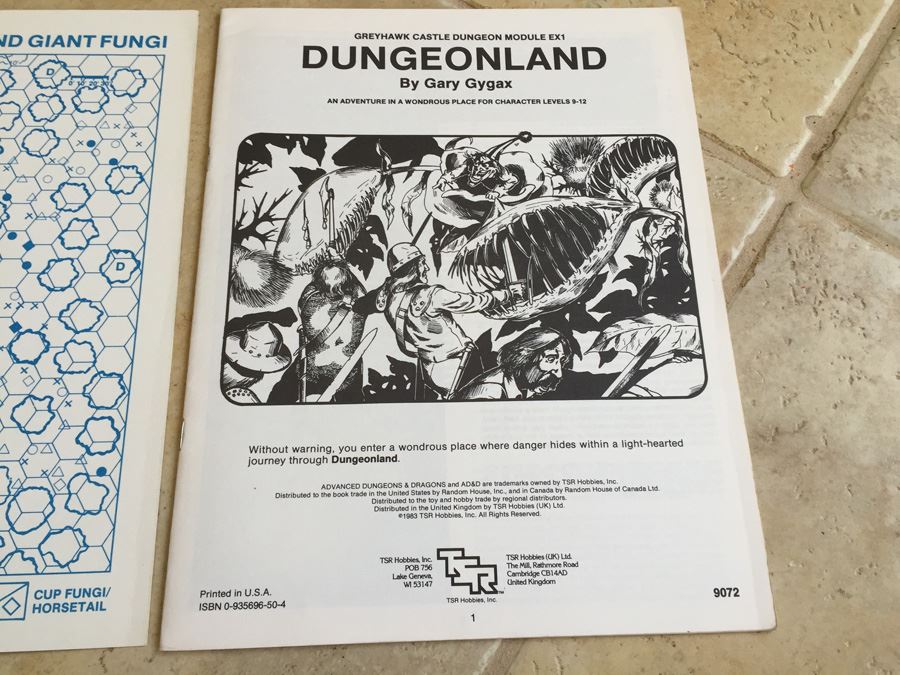 ND GIANT FUNGI
D
D
CUP FUNGI/
HORSETAIL
GREYHAWK CASTLE DUNGEON MODULE EX1
DUNGEONLAND
By Gary Gygax
AN ADVENTURE IN A WONDROUS PLACE FOR CHARACTER LEVELS 9-12
Without warning, you enter a wondrous place where danger hides within a light-hearted
journey through Dungeonland.
ADVANCED DUNGEONS & DRAGONS and AD&D are trademarks owned by TSR Hobbies, Inc.
Distributed to the book trade in the United States by Random House, Inc., and in Canada by Random House of Canada Ltd.
Distributed to the toy and hobby trade by regional distributors.
Distributed in the United Kingdom by TSR Hobbies (UK) Ltd.
©1983 TSR Hobbies, Inc. All Rights Reserved.
TSR Hobbies, Inc.
POB 756
Lake Geneva,
WI 53147
TSR™
TSR Hobbies, Inc.
TSR Hobbies (UK) Ltd.
The Mill, Rathmore Road
Cambridge CB14AD
United Kingdom
Printed in U.S.A.
ISBN 0-935696-50-4
9072
1